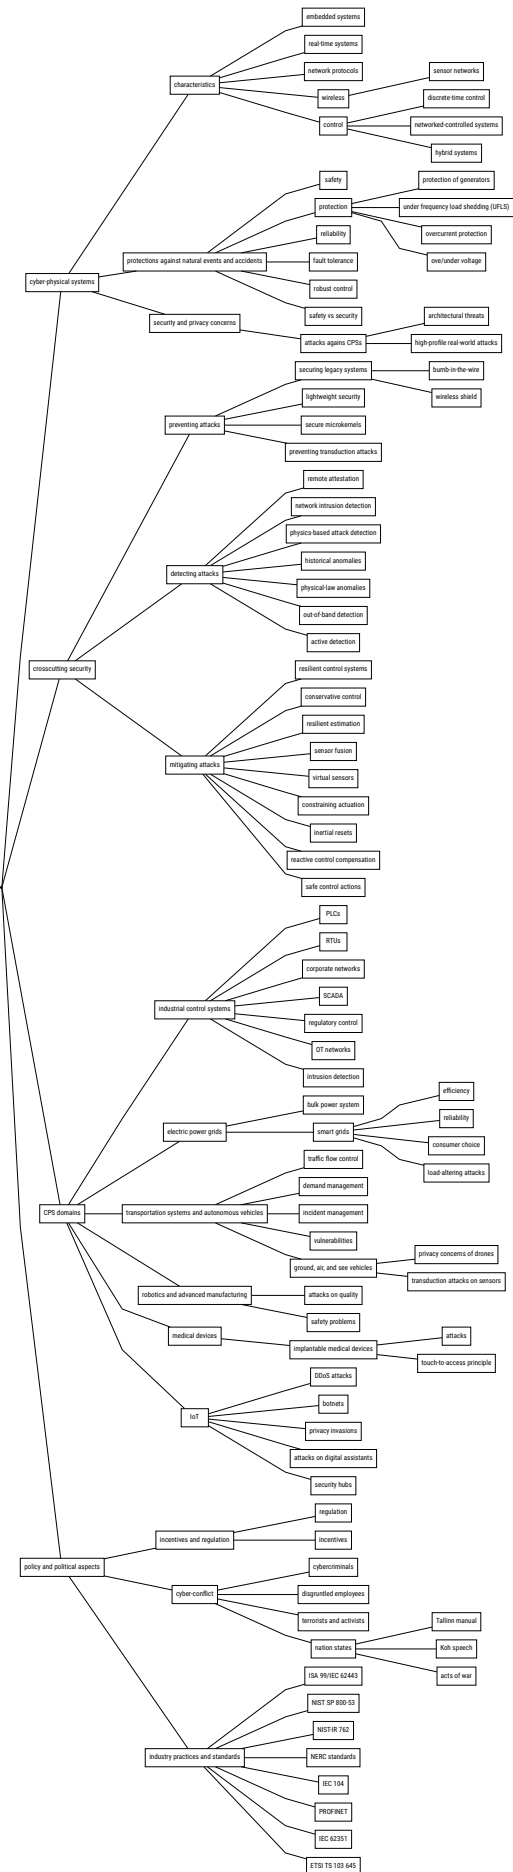 embedded systems
real-time systems
characteristics
network protocols
sensor networks
wireless
discrete-time control
control
networked-controlled systems
hybrid systems
safety
protection of generators
protection
under frequency load shedding (UFLS)
reliability
overcurrent protection
protections against natural events and accidents
fault tolerance
ove/under voltage
cyber-physical systems
robust control
safety vs security
architectural threats
security and privacy concerns
attacks agains CPSs
high-profile real-world attacks
securing legacy systems
bumb-in-the-wire
lightweight security
wireless shield
preventing attacks
secure microkernels
preventing transduction attacks
remote attestation
network intrusion detection
physics-based attack detection
historical anomalies
detecting attacks
physical-law anomalies
out-of-band detection
active detection
crosscutting security
resilient control systems
conservative control
resilient estimation
sensor fusion
mitigating attacks
virtual sensors
constraining actuation
inertial resets
reactive control compensation
safe control actions
PLCs
RTUs
corporate networks
SCADA
industrial control systems
regulatory control
OT networks
intrusion detection
efficiency
bulk power system
reliability
electric power grids
smart grids
consumer choice
traffic flow control
load-altering attacks
demand management
CPS domains
transportation systems and autonomous vehicles
incident management
vulnerabilities
privacy concerns of drones
ground, air, and see vehicles
transduction attacks on sensors
robotics and advanced manufacturing
attacks on quality
safety problems
medical devices
attacks
implantable medical devices
touch-to-access principle
DDoS attacks
botnets
IoT
privacy invasions
attacks on digital assistants
security hubs
regulation
incentives and regulation
incentives
policy and political aspects
cybercriminals
cyber-conflict
disgruntled employees
terrorists and activists
Tallinn manual
nation states
Koh speech
acts of war
ISA 99/IEC 62443
NIST SP 800-53
NIST-IR 762
industry practices and standards
NERC standards
IEC 104
PROFINET
IEC 62351
ETSI TS 103 645